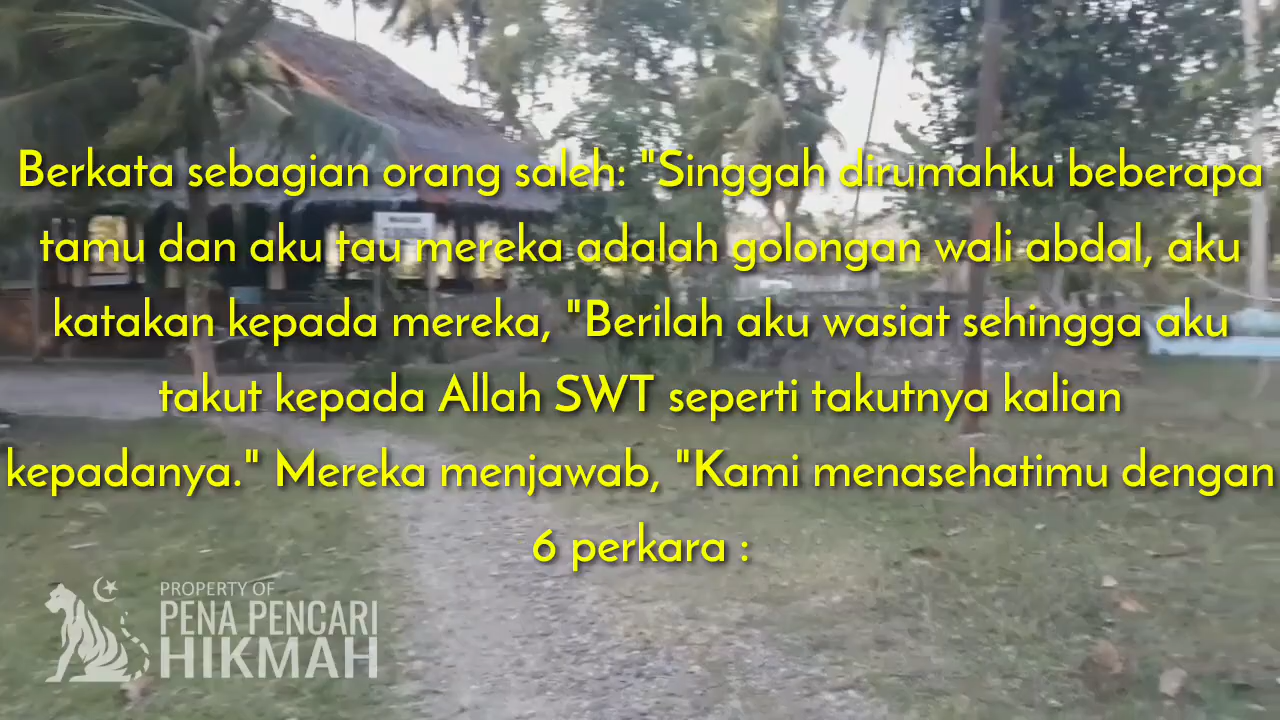 Berkata sebagian orang saleh: "Singgah dirumahku beberapa
tamu dan aku tau mereka adalah golongan wali abdal, aku
katakan kepada mereka, "Berilah aku wasiat sehingga aku
takut kepada Allah SWT seperti takutnya kalian
kepadanya." Mereka menjawab, "Kami menasehatimu dengan
6 perkara :
PROPERTY OF
PENA PENCARI
HIKMAH